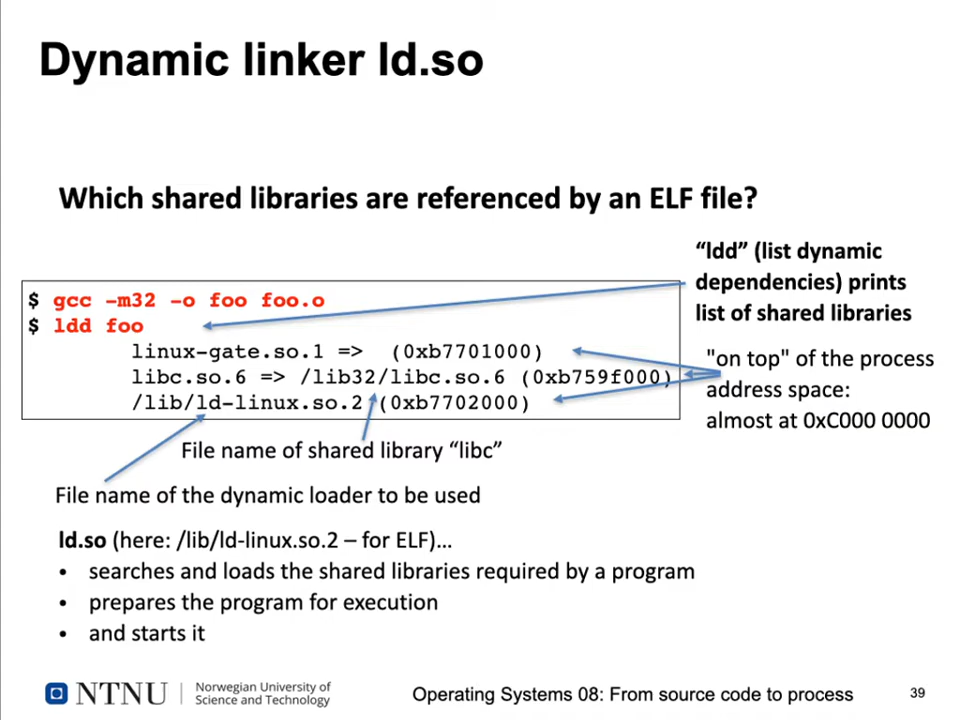 Dynamic linker ld.so
Which shared libraries are referenced by an ELF file?
“ldd” (list dynamic
dependencies) prints
list of shared libraries
$ gcc -m32 -o foo foo.o
$ ldd foo
linux-gate.so.1 => (0xb7701000)
libc.so.6 => /lib32/libc.so.6 (0xb759f000)
/lib/ld-linux.so.2 (0xb7702000)
"on top" of the process
address space:
almost at 0xC000 0000
File name of shared library “libc”
File name of the dynamic loader to be used
ld.so (here: /lib/ld-linux.so.2 – for ELF)…
• searches and loads the shared libraries required by a program
• prepares the program for execution
• and starts it
NTNU
Norwegian University of
Science and Technology
Operating Systems 08: From source code to process
39